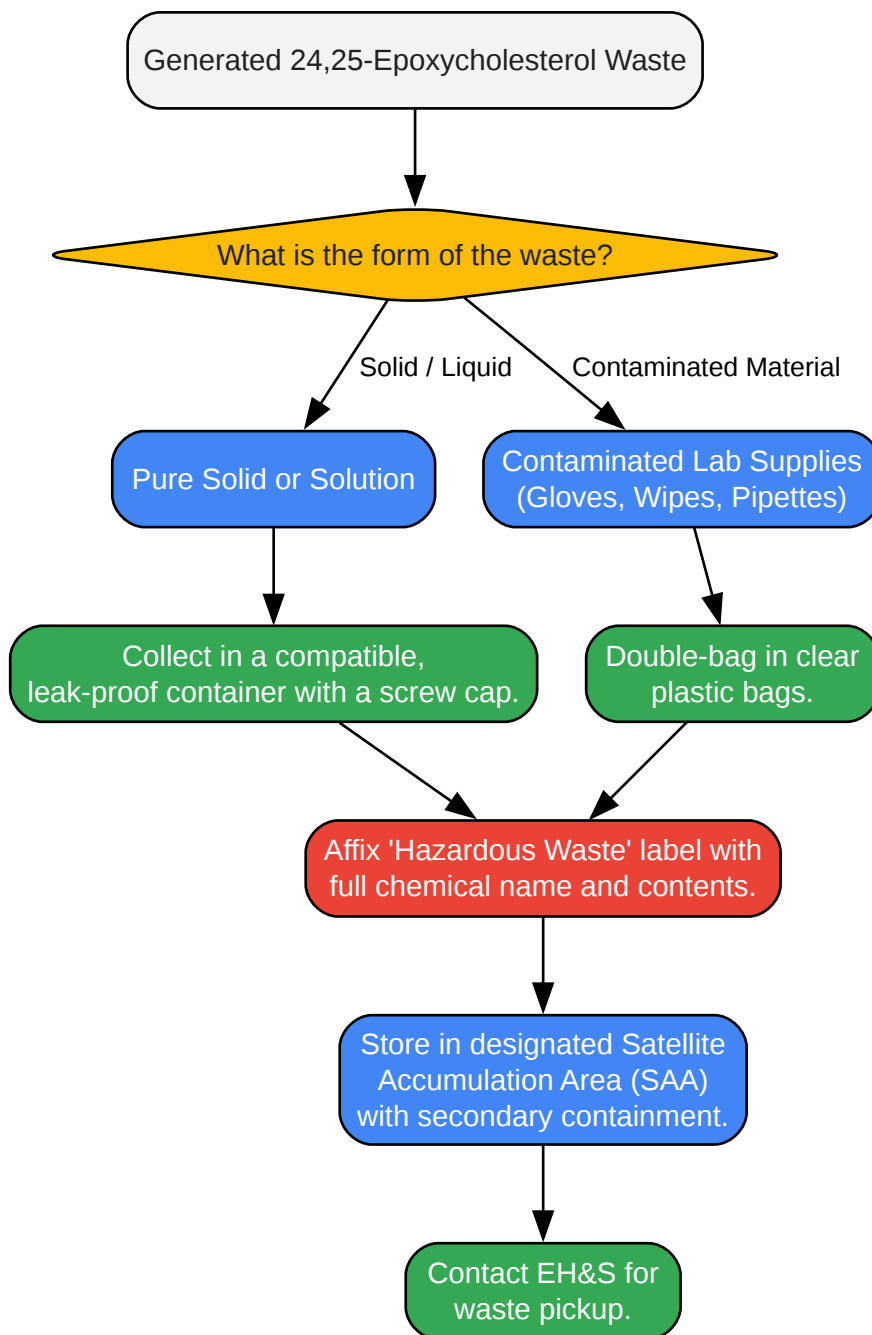 Generated 24,25-Epoxycholesterol Waste
What is the form of the waste?
Solid / Liquid
Contaminated Material
Pure Solid or Solution
Contaminated Lab Supplies
(Gloves, Wipes, Pipettes)
Collect in a compatible,
leak-proof container with a screw cap.
Double-bag in clear
plastic bags.
Affix 'Hazardous Waste' label with
full chemical name and contents.
Store in designated Satellite
Accumulation Area (SAA)
with secondary containment.
Contact EH&S for
waste pickup.